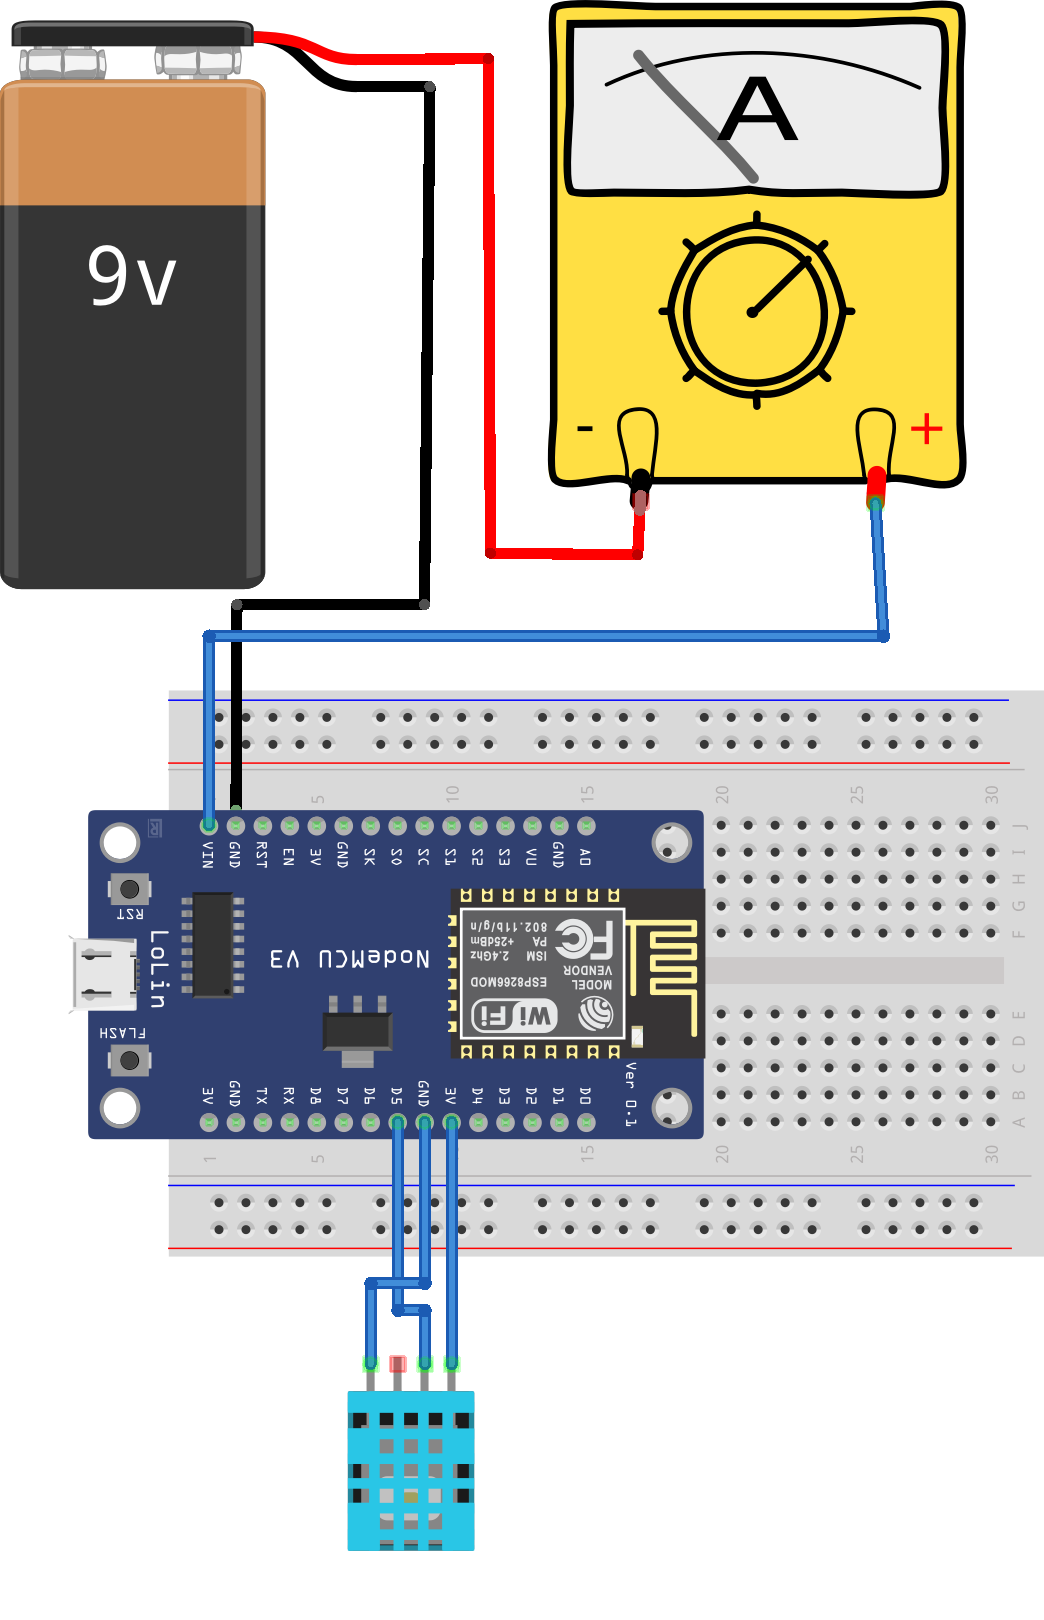 9v
A
- +
5 10 15 20 25 30
J
I
H
G
F
E
D
C
B
A
VIN GND RST EN 3V GND SK SO SC S1 S2 S3 VU GND AO
RST
LoLin
FLASH
NodeMCU V3
MODEL
VENDOR
ESP8266MOD
ISM 2.4Ghz
PA +25dBm
802.11b/g/n
FC
WiFi
Ver 0.1
3V GND TX RX D8 D7 D6 D5 GND 3V D4 D3 D2 D1 D0
1 5 15 20 25 30